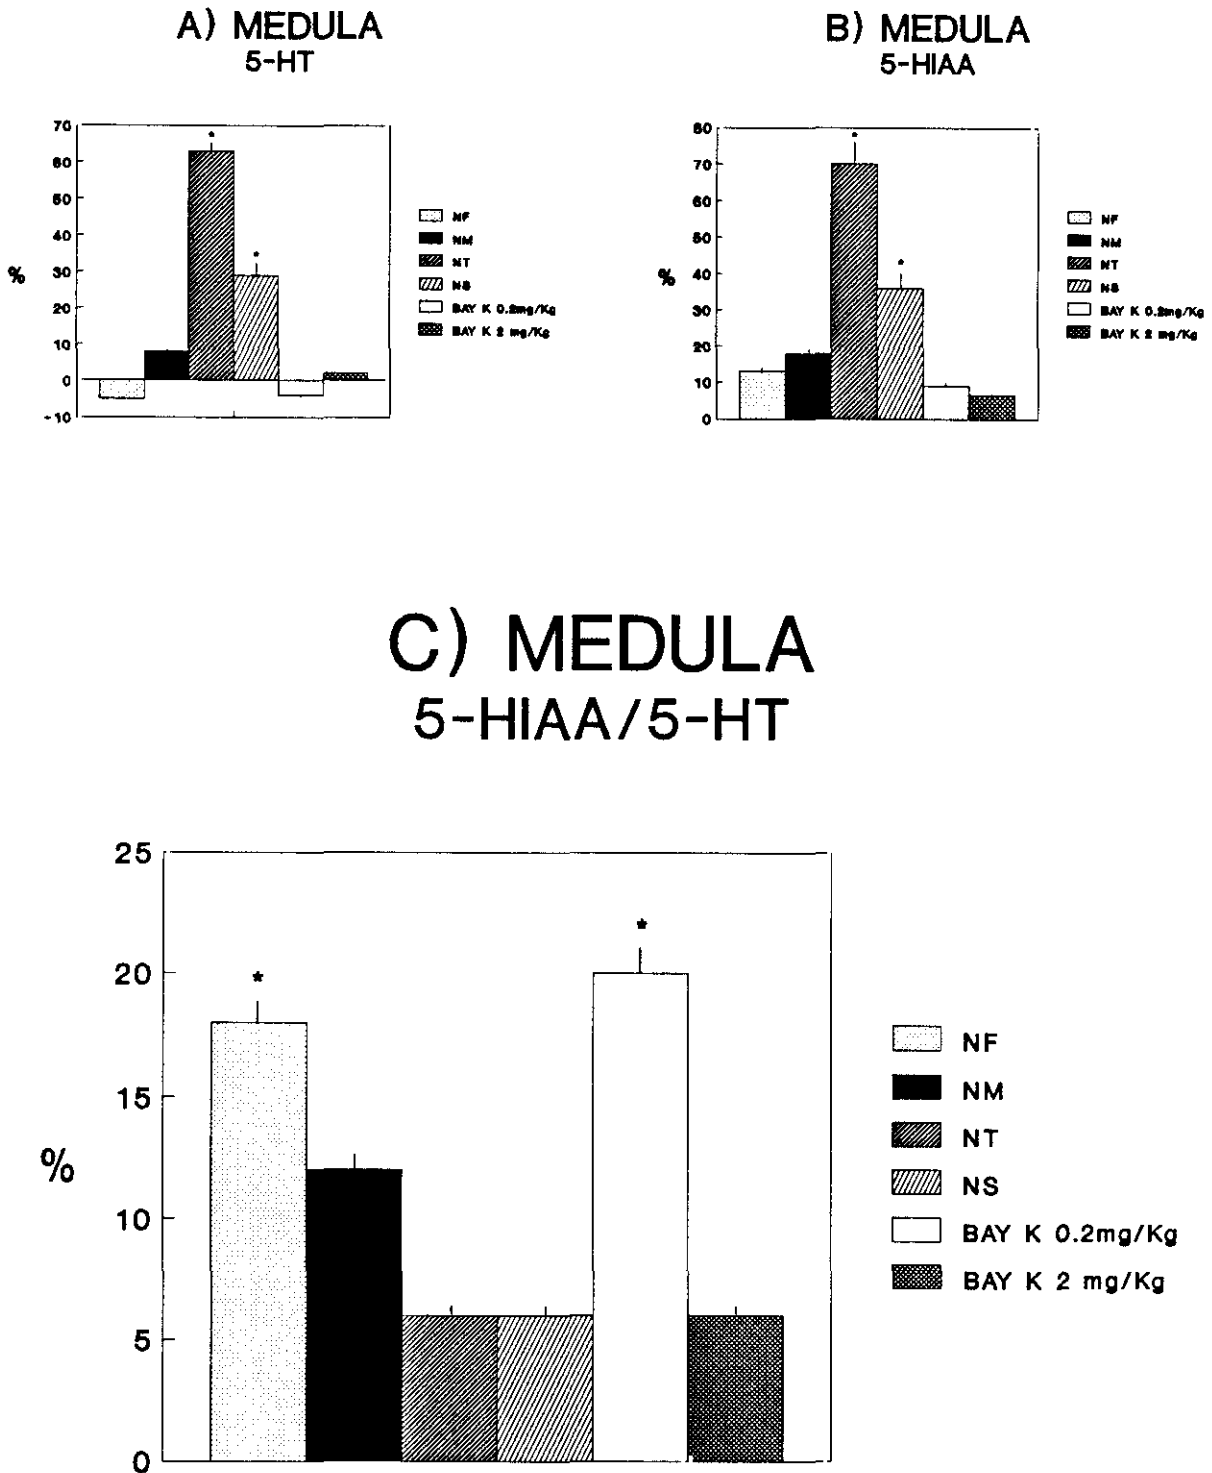 A) MEDULA
5-HT
70
60
50
40
30
20
10
0
-10
%
*
*
NF
NM
NT
NS
BAY K 0.2mg/Kg
BAY K 2 mg/Kg
B) MEDULA
5-HIAA
80
70
60
50
40
30
20
10
0
%
*
*
NF
NM
NT
NS
BAY K 0.2mg/Kg
BAY K 2 mg/Kg
C) MEDULA
5-HIAA/5-HT
25
20
15
10
5
0
%
*
*
NF
NM
NT
NS
BAY K 0.2mg/Kg
BAY K 2 mg/Kg